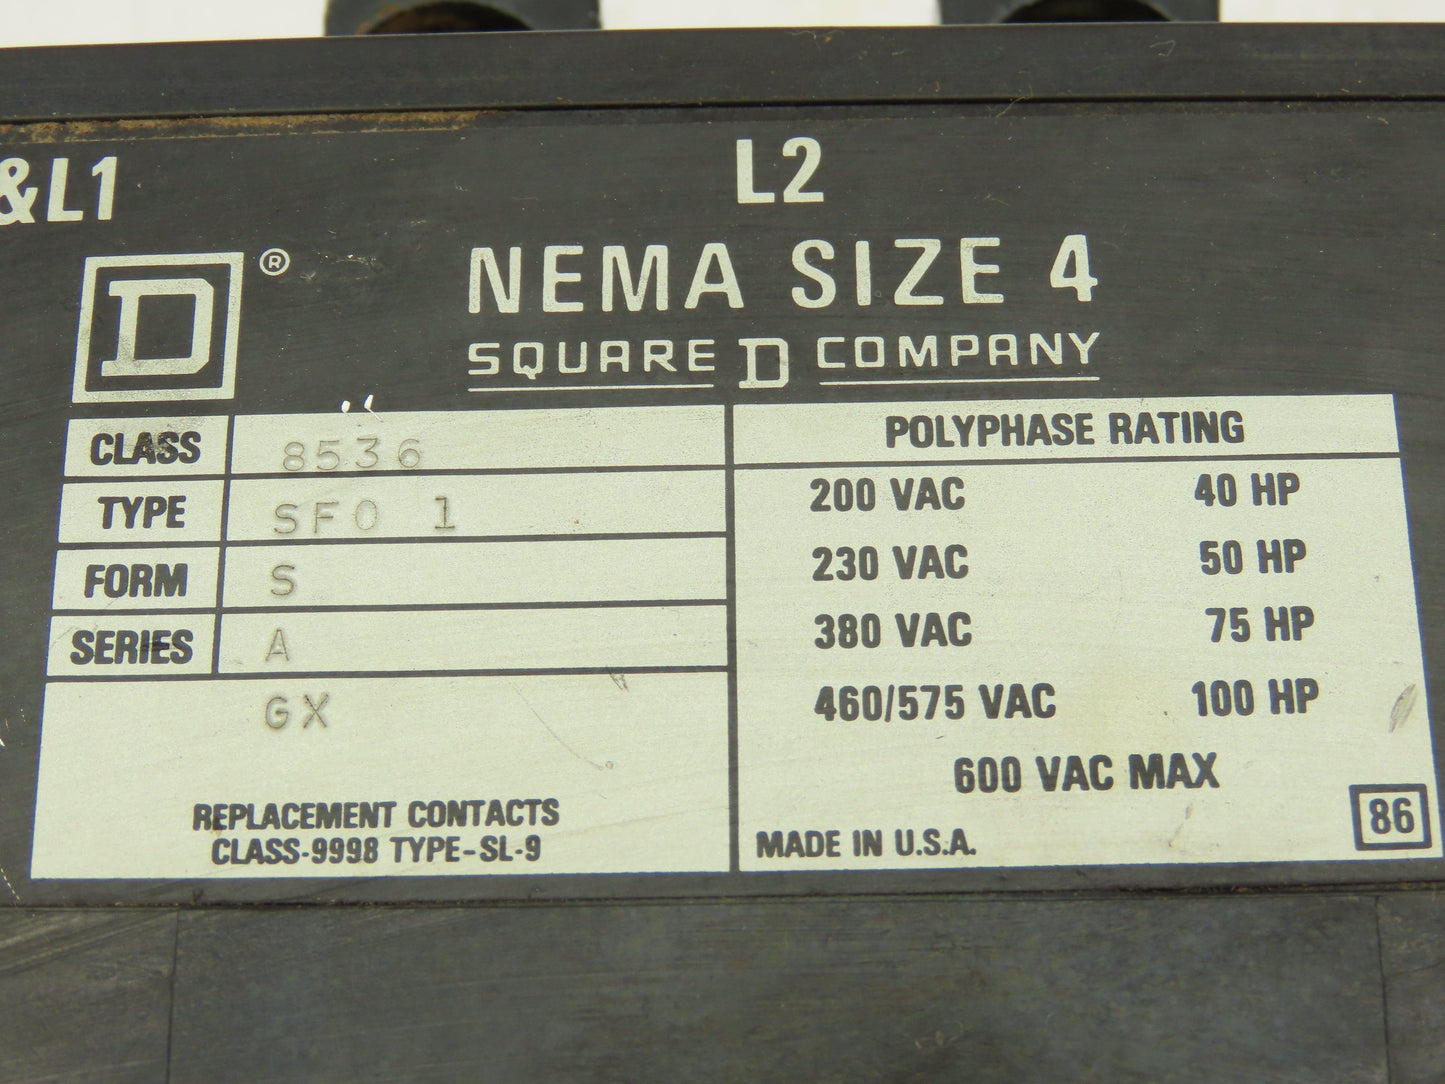 &L1
L2
D ®
NEMA SIZE 4
SQUARE D COMPANY
CLASS 8536
TYPE SFO 1
FORM S
SERIES A
GX
REPLACEMENT CONTACTS
CLASS-9998 TYPE-SL-9
POLYPHASE RATING
200 VAC 40 HP
230 VAC 50 HP
380 VAC 75 HP
460/575 VAC 100 HP
600 VAC MAX
MADE IN U.S.A.
86